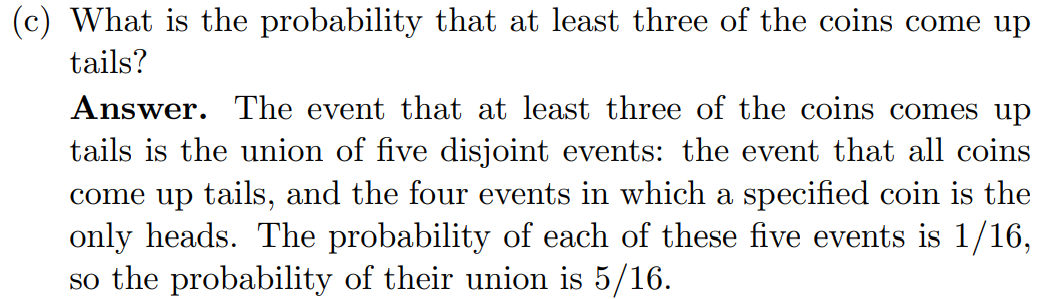 (c) What is the probability that at least three of the coins come up
tails?
Answer. The event that at least three of the coins comes up
tails is the union of five disjoint events: the event that all coins
come up tails, and the four events in which a specified coin is the
only heads. The probability of each of these five events is 1/16,
so the probability of their union is 5/16.